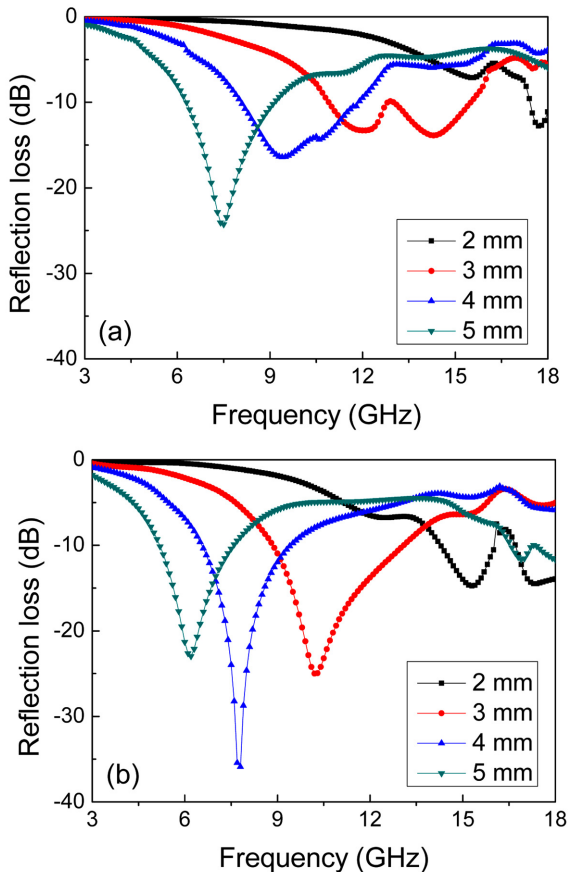 0
-10
-20
-30
-40
Reflection loss (dB)
2 mm
3 mm
4 mm
5 mm
(a)
3 6 9 12 15 18
Frequency (GHz)
0
-10
-20
-30
-40
Reflection loss (dB)
2 mm
3 mm
4 mm
5 mm
(b)
3 6 9 12 15 18
Frequency (GHz)